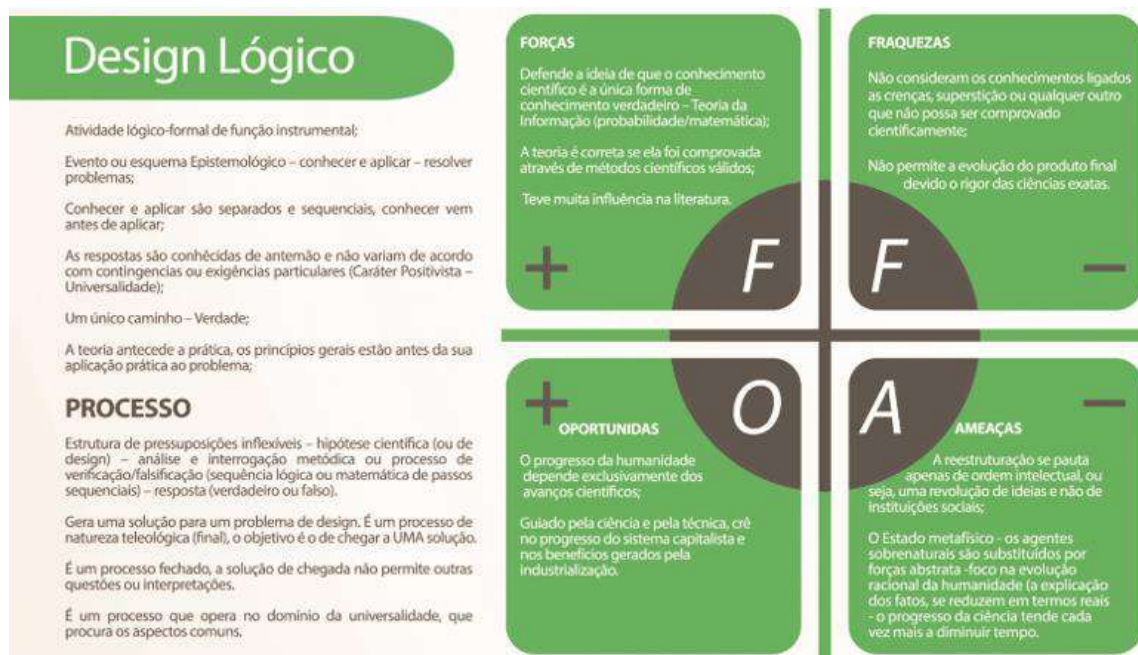 Design Lógico
Atividade lógico-formal de função instrumental;
Evento ou esquema Epistemológico – conhecer e aplicar – resolver
problemas;
Conhecer e aplicar são separados e sequenciais, conhecer vem
antes de aplicar;
As respostas são conhêcidas de antemão e não variam de acordo
com contingencias ou exigências particulares (Caráter Positivista –
Universalidade);
Um único caminho – Verdade;
A teoria antecede a prática, os princípios gerais estão antes da sua
aplicação prática ao problema;
PROCESSO
Estrutura de pressuposições inflexíveis – hipótese científica (ou de
design) – análise e interrogação metódica ou processo de
verificação/falsificação (sequência lógica ou matemática de passos
sequenciais) – resposta (verdadeiro ou falso).
Gera uma solução para um problema de design. É um processo de
natureza teleológica (final), o objetivo é o de chegar a UMA solução.
É um processo fechado, a solução de chegada não permite outras
questões ou interpretações.
É um processo que opera no domínio da universalidade, que
procura os aspectos comuns.
FORÇAS
Defende a ideia de que o conhecimento
científico é a única forma de
conhecimento verdadeiro – Teoria da
Informação (probabilidade/matemática);
A teoria é correta se ela foi comprovada
através de métodos científicos válidos;
Teve muita influência na literatura.
+
F
FRAQUEZAS
Não consideram os conhecimentos ligados
as crenças, superstição ou qualquer outro
que não possa ser comprovado
cientificamente;
Não permite a evolução do produto final
devido o rigor das ciências exatas.
F
–
+
O
OPORTUNIDAS
O progresso da humanidade
depende exclusivamente dos
avanços científicos;
Guiado pela ciência e pela técnica, crê
no progresso do sistema capitalista e
nos benefícios gerados pela
industrialização.
A
–
AMEAÇAS
A reestruturação se pauta
apenas de ordem intelectual, ou
seja, uma revolução de ideias e não de
instituições sociais;
O Estado metafísico - os agentes
sobrenaturais são substituídos por
forças abstrata -foco na evolução
racional da humanidade (a explicação
dos fatos, se reduzem em termos reais
- o progresso da ciência tende cada
vez mais a diminuir tempo.